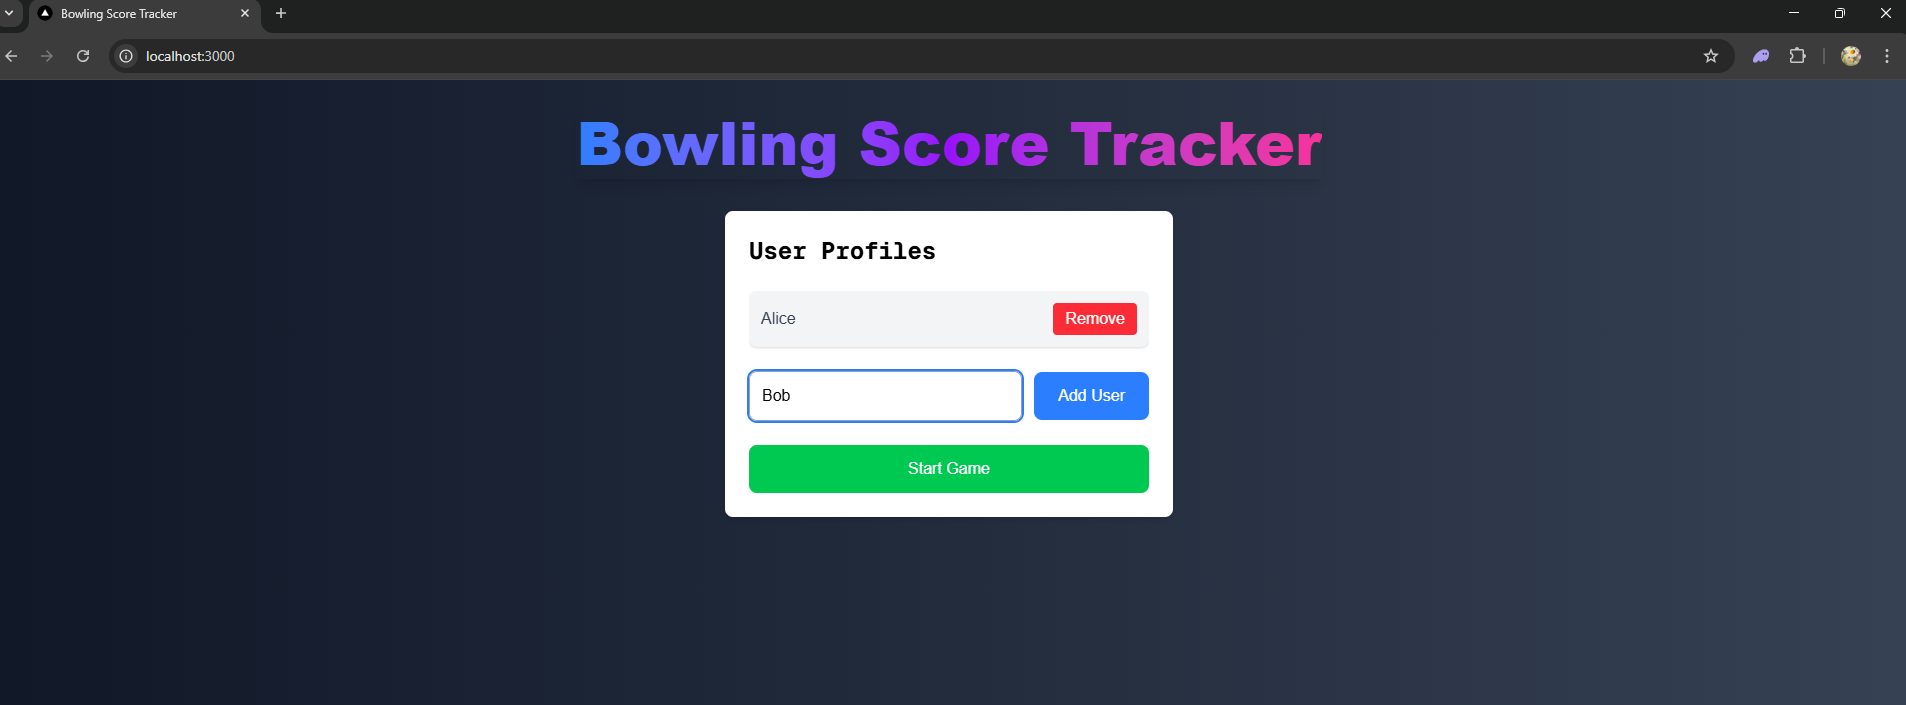 Bowling Score Tracker
localhost:3000
Bowling Score Tracker
User Profiles
Alice
Remove
Bob
Add User
Start Game